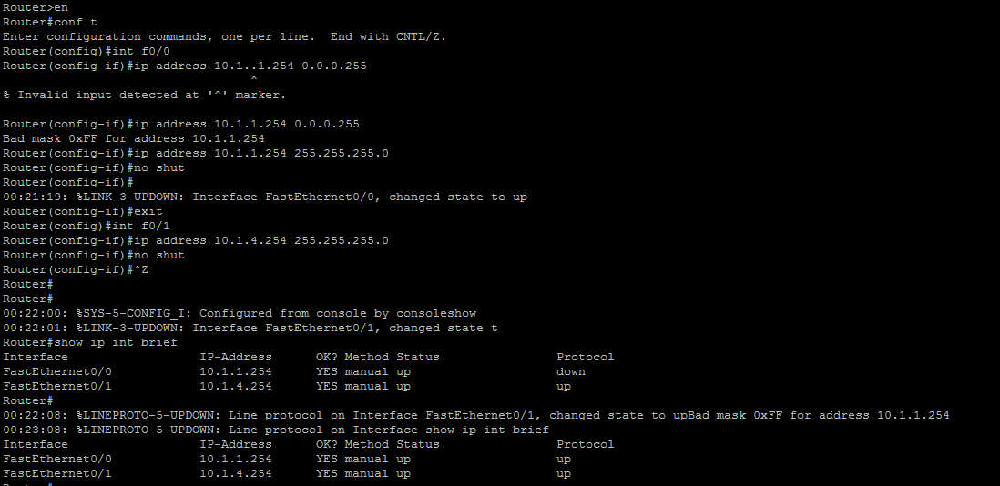 Router>en
Router#conf t
Enter configuration commands, one per line.  End with CNTL/Z.
Router(config)#int f0/0
Router(config-if)#ip address 10.1..1.254 0.0.0.255
^
% Invalid input detected at '^' marker.
Router(config-if)#ip address 10.1.1.254 0.0.0.255
Bad mask 0xFF for address 10.1.1.254
Router(config-if)#ip address 10.1.1.254 255.255.255.0
Router(config-if)#no shut
Router(config-if)#
00:21:19: %LINK-3-UPDOWN: Interface FastEthernet0/0, changed state to up
Router(config-if)#exit
Router(config)#int f0/1
Router(config-if)#ip address 10.1.4.254 255.255.255.0
Router(config-if)#no shut
Router(config-if)#^Z
Router#
Router#
00:22:00: %SYS-5-CONFIG_I: Configured from console by consoleshow
00:22:01: %LINK-3-UPDOWN: Interface FastEthernet0/1, changed state t
Router#show ip int brief
Interface                  IP-Address      OK? Method Status                Protocol
FastEthernet0/0            10.1.1.254      YES manual up                    down
FastEthernet0/1            10.1.4.254      YES manual up                    up
Router#
00:22:08: %LINEPROTO-5-UPDOWN: Line protocol on Interface FastEthernet0/1, changed state to upBad mask 0xFF for address 10.1.1.254
00:23:08: %LINEPROTO-5-UPDOWN: Line protocol on Interface show ip int brief
Interface                  IP-Address      OK? Method Status                Protocol
FastEthernet0/0            10.1.1.254      YES manual up                    up
FastEthernet0/1            10.1.4.254      YES manual up                    up